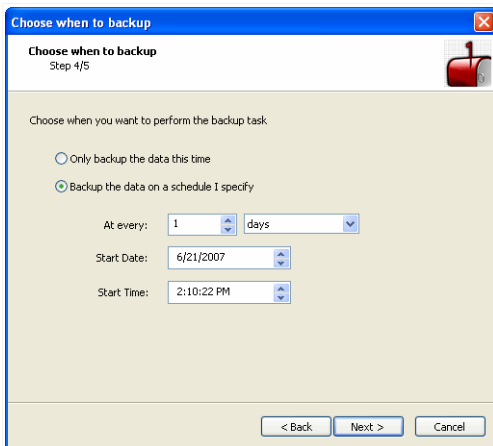 Choose when to backup
Choose when to backup
Step 4/5
Choose when you want to perform the backup task
Only backup the data this time
Backup the data on a schedule I specify
At every: 1 days
Start Date: 6/21/2007
Start Time: 2:10:22 PM
< Back Next > Cancel